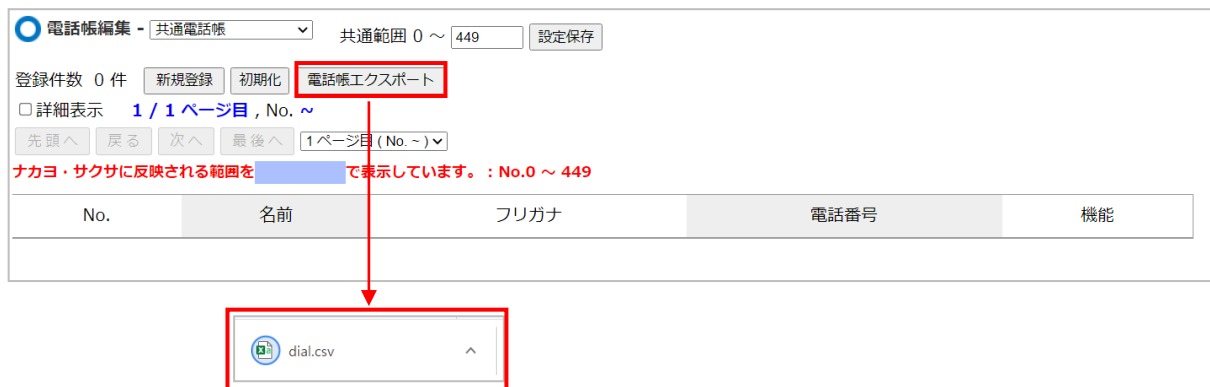 電話帳編集 - 共通電話帳 共通範囲 0 ～ 449 設定保存
登録件数 0 件 新規登録 初期化 電話帳エクスポート
詳細表示 1 / 1 ページ目 , No. ~
先頭へ 戻る 次へ 最後へ 1 ページ目 ( No. ~ )
ナカヨ・サクサに反映される範囲を で表示しています。：No.0 ～ 449
No. 名前 フリガナ 電話番号 機能
dial.csv